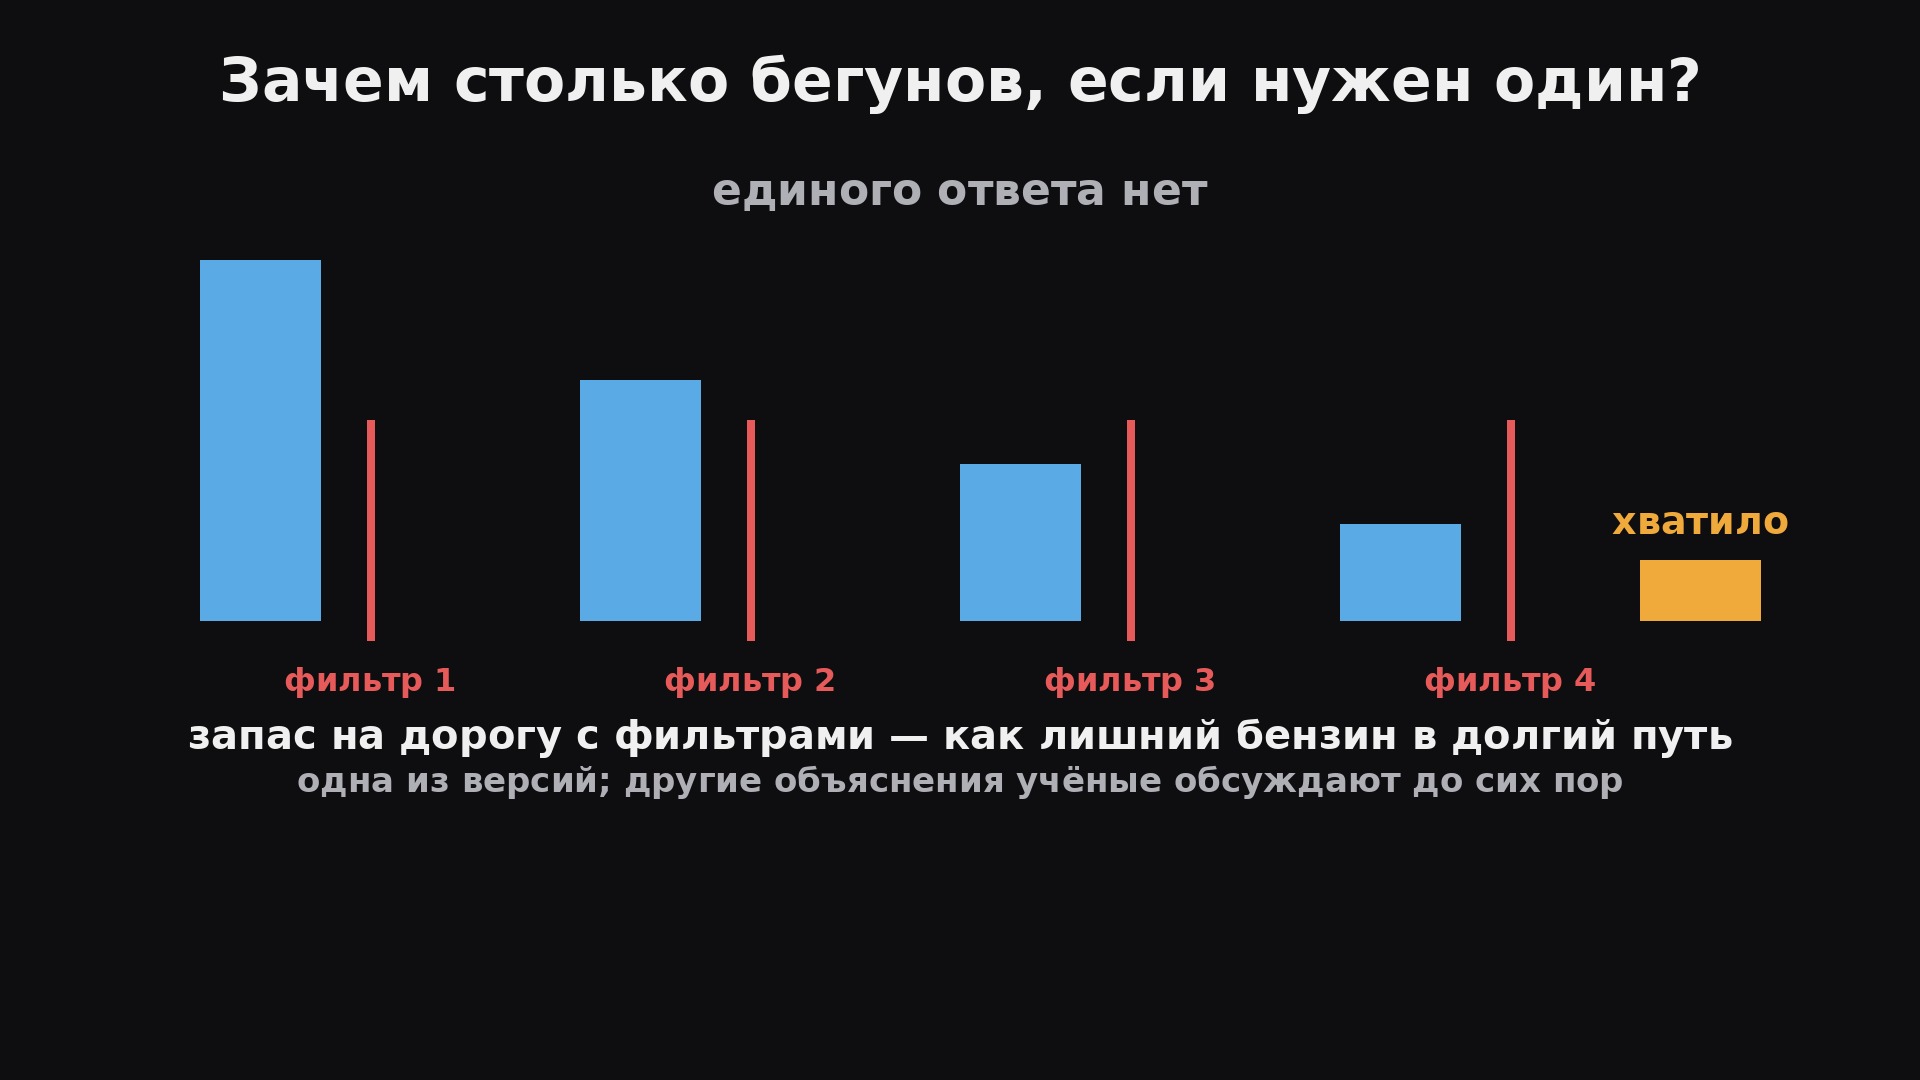 Зачем столько бегунов, если нужен один?
единого ответа нет
хватило
фильтр 1
фильтр 2
фильтр 3
фильтр 4
запас на дорогу с фильтрами — как лишний бензин в долгий путь
одна из версий; другие объяснения учёные обсуждают до сих пор